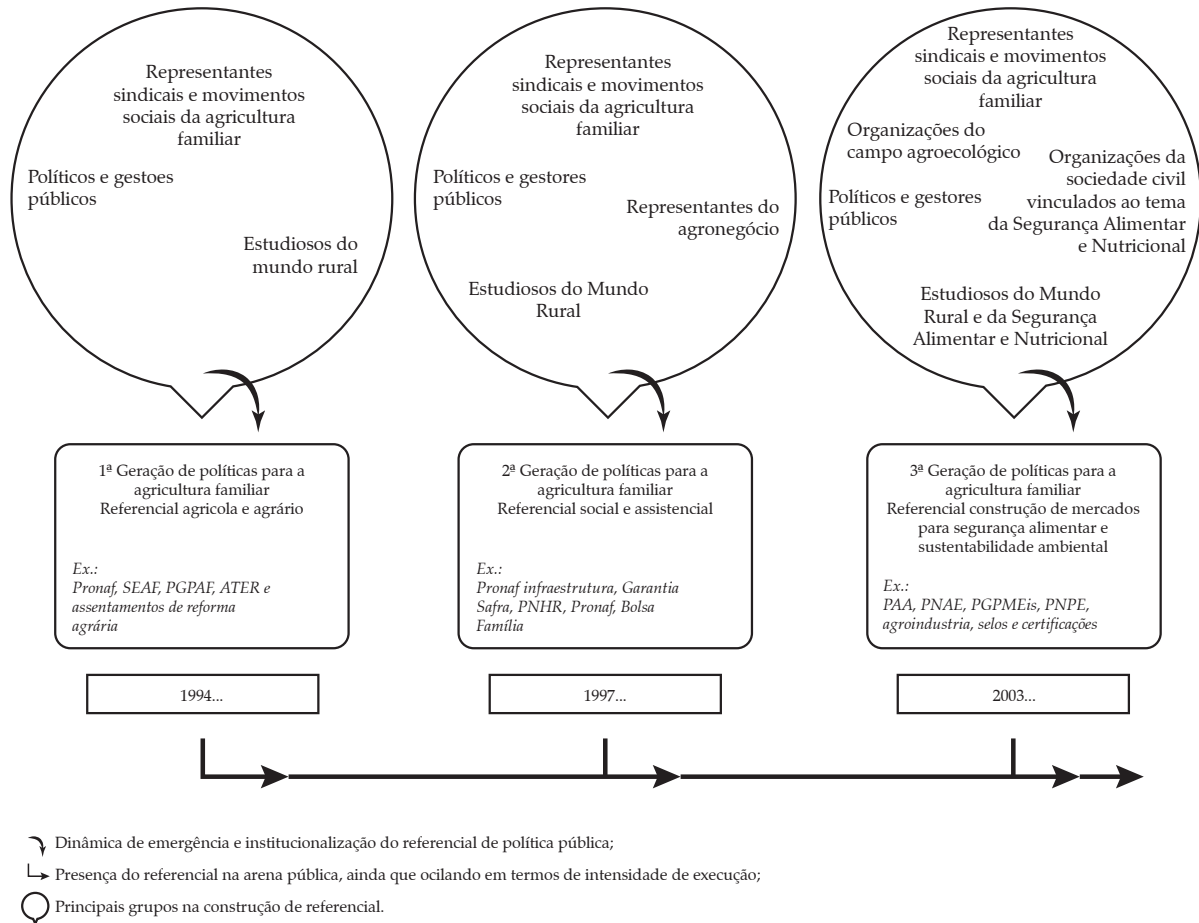 Representantes
sindicais e movimentos
sociais da agricultura
familiar
Políticos e gestoes
públicos
Estudiosos do
mundo rural
Representantes
sindicais e movimentos
sociais da agricultura
familiar
Políticos e gestores
públicos
Representantes do
agronegócio
Estudiosos do Mundo
Rural
Representantes
sindicais e movimentos
sociais da agricultura
familiar
Organizações do
campo agroecológico
Organizações da
sociedade civil
vinculados ao tema
da Segurança Alimentar
e Nutricional
Políticos e gestores
públicos
Estudiosos do Mundo
Rural e da Segurança
Alimentar e Nutricional
1ª Geração de políticas para a
agricultura familiar
Referencial agricola e agrário
Ex.:
Pronaf, SEAF, PGPAF, ATER e
assentamentos de reforma
agrária
2ª Geração de políticas para a
agricultura familiar
Referencial social e assistencial
Ex.:
Pronaf infraestrutura, Garantia
Safra, PNHR, Pronaf, Bolsa
Família
3ª Geração de políticas para a
agricultura familiar
Referencial construção de mercados
para segurança alimentar e
sustentabilidade ambiental
Ex.:
PAA, PNAE, PGPMEis, PNPE,
agroindustria, selos e certificações
1994...
1997...
2003...
Dinâmica de emergência e institucionalização do referencial de política pública;
Presença do referencial na arena pública, ainda que ocilando em termos de intensidade de execução;
Principais grupos na construção de referencial.